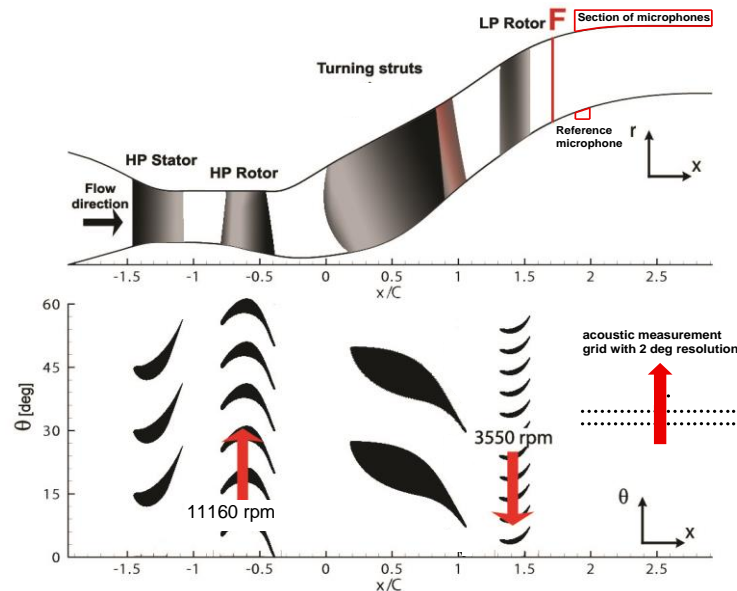 LP Rotor F
Section of microphones
Turning struts
HP Stator
HP Rotor
Flow
direction
Reference
microphone
r
x
-1.5 -1 -0.5 0 0.5 1 1.5 2 2.5
x/C
60
45
30
15
0
θ [deg]
acoustic measurement
grid with 2 deg resolution
3550 rpm
11160 rpm
θ
x
-1.5 -1 -0.5 0 0.5 1 1.5 2 2.5
x/C